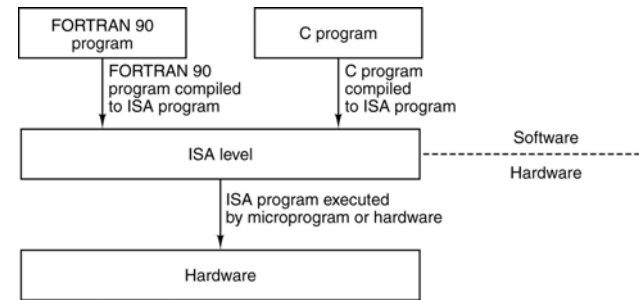 FORTRAN 90
program
C program
FORTRAN 90
program compiled
to ISA program
C program
compiled
to ISA program
ISA level
Software
Hardware
ISA program executed
by microprogram or hardware
Hardware